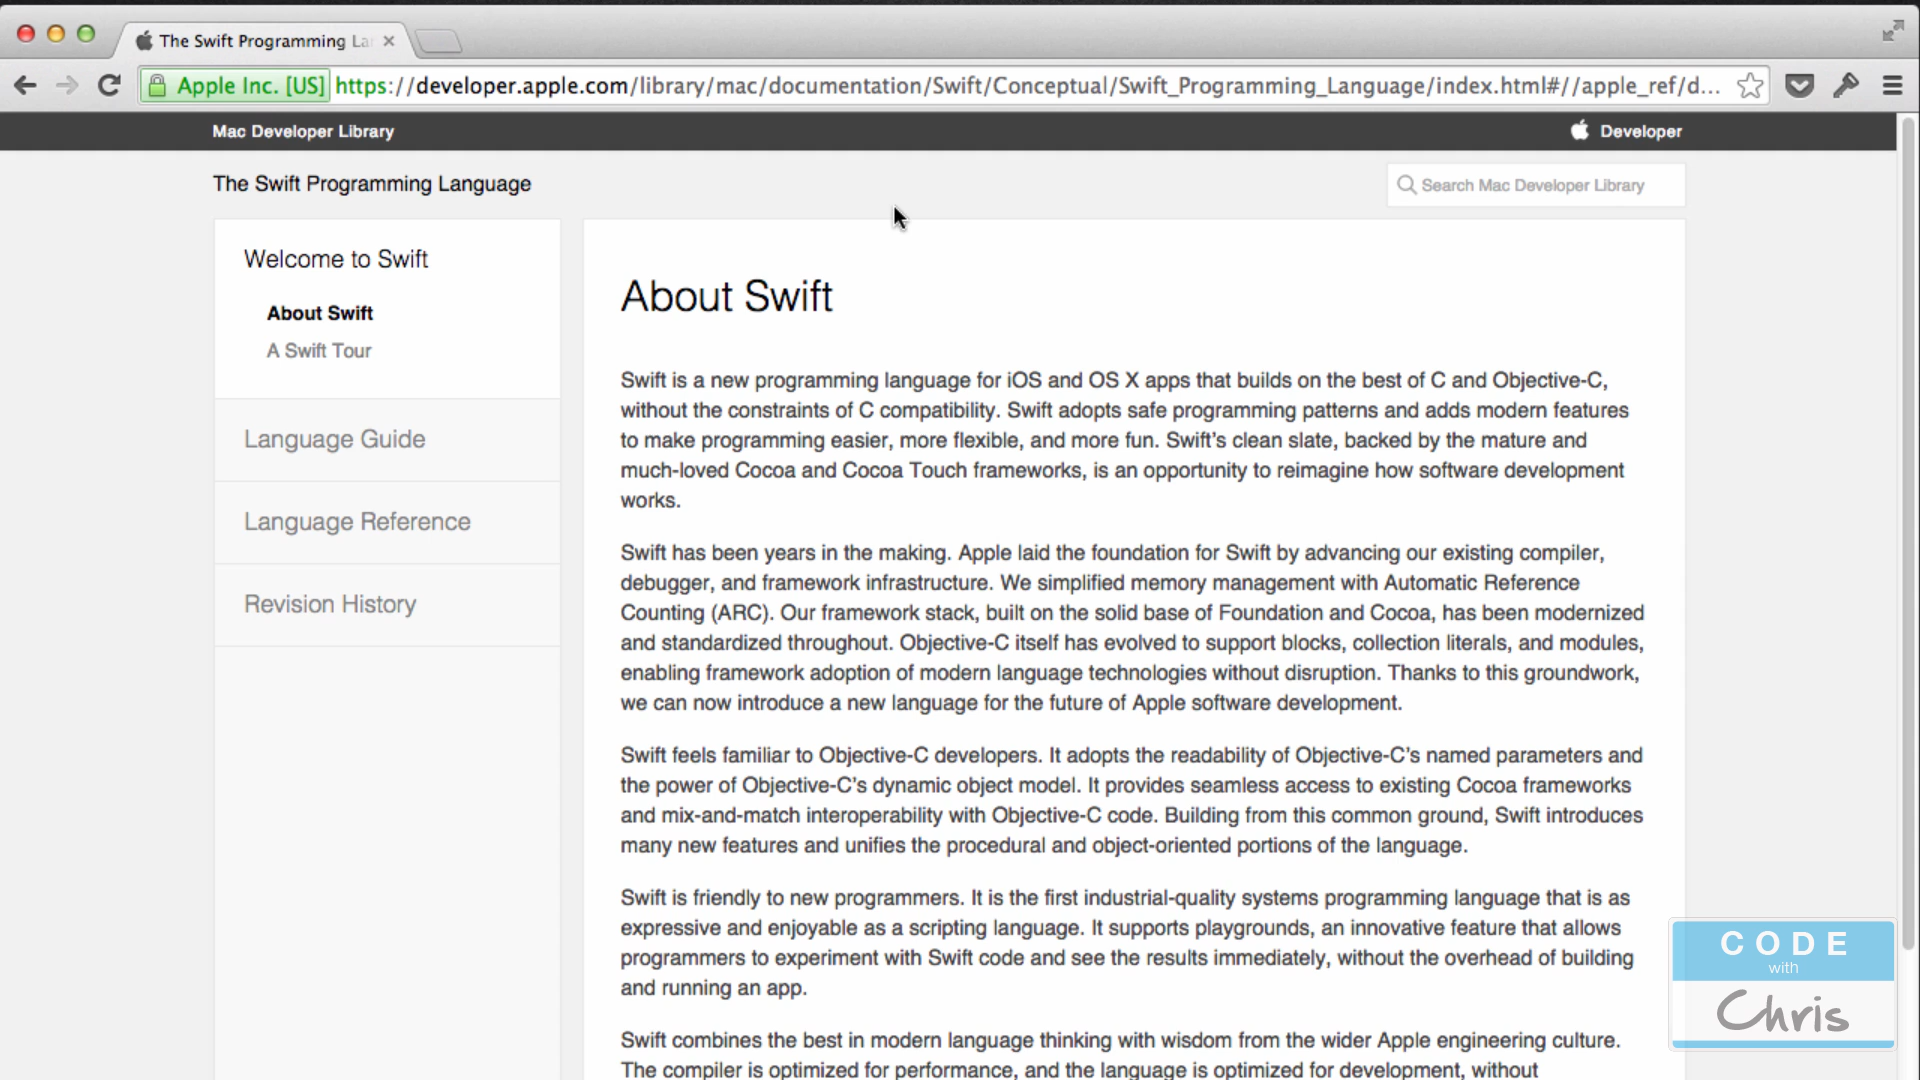 The Swift Programming La
Apple Inc. [US] https://developer.apple.com/library/mac/documentation/Swift/Conceptual/Swift_Programming_Language/index.html#//apple_ref/d...
Mac Developer Library
Developer
The Swift Programming Language
Search Mac Developer Library
Welcome to Swift
About Swift
A Swift Tour
Language Guide
Language Reference
Revision History
About Swift
Swift is a new programming language for iOS and OS X apps that builds on the best of C and Objective-C,
without the constraints of C compatibility. Swift adopts safe programming patterns and adds modern features
to make programming easier, more flexible, and more fun. Swift’s clean slate, backed by the mature and
much-loved Cocoa and Cocoa Touch frameworks, is an opportunity to reimagine how software development
works.
Swift has been years in the making. Apple laid the foundation for Swift by advancing our existing compiler,
debugger, and framework infrastructure. We simplified memory management with Automatic Reference
Counting (ARC). Our framework stack, built on the solid base of Foundation and Cocoa, has been modernized
and standardized throughout. Objective-C itself has evolved to support blocks, collection literals, and modules,
enabling framework adoption of modern language technologies without disruption. Thanks to this groundwork,
we can now introduce a new language for the future of Apple software development.
Swift feels familiar to Objective-C developers. It adopts the readability of Objective-C’s named parameters and
the power of Objective-C’s dynamic object model. It provides seamless access to existing Cocoa frameworks
and mix-and-match interoperability with Objective-C code. Building from this common ground, Swift introduces
many new features and unifies the procedural and object-oriented portions of the language.
Swift is friendly to new programmers. It is the first industrial-quality systems programming language that is as
expressive and enjoyable as a scripting language. It supports playgrounds, an innovative feature that allows
programmers to experiment with Swift code and see the results immediately, without the overhead of building
and running an app.
Swift combines the best in modern language thinking with wisdom from the wider Apple engineering culture.
The compiler is optimized for performance, and the language is optimized for development, without
CODE
with
Chris